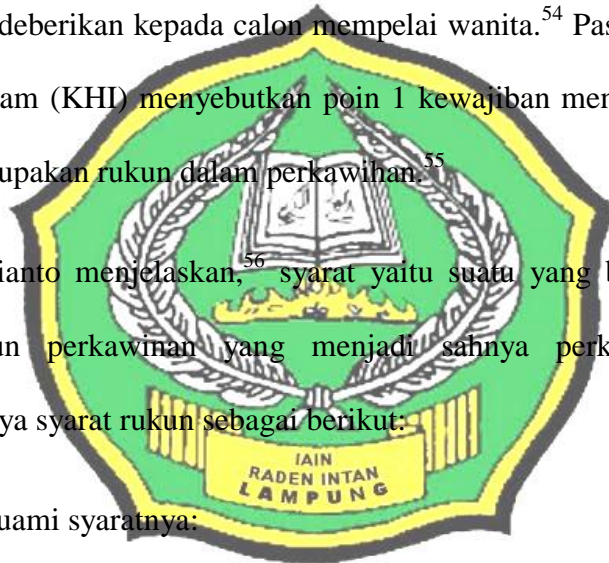 deberikan kepada calon mempelai wanita.54 Pas
am (KHI) menyebutkan poin 1 kewajiban men
upakan rukun dalam perkawihan.55
ianto menjelaskan,56 syarat yaitu suatu yang b
un perkawinan yang menjadi sahnya perk
ya syarat rukun sebagai berikut:
IAIN
RADEN INTAN
LAMPUNG
uami syaratnya: